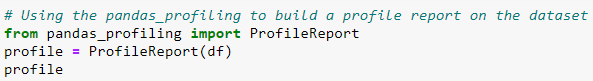 # Using the pandas_profiling to build a profile report on the dataset
from pandas_profiling import ProfileReport
profile = ProfileReport(df)
profile